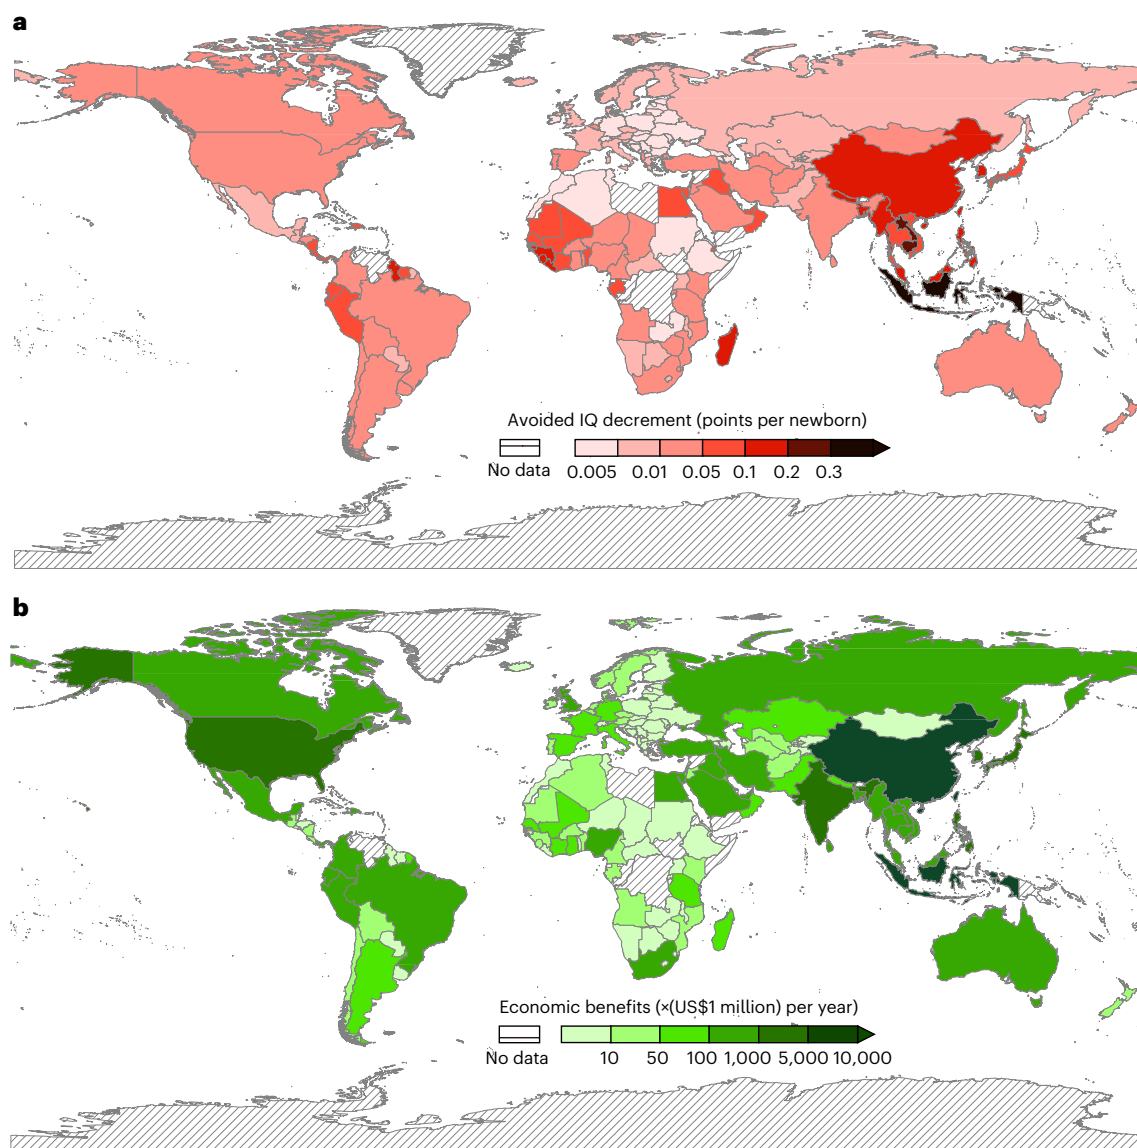 a
Avoided IQ decrement (points per newborn)
No data
0.005 0.01 0.05 0.1 0.2 0.3
b
Economic benefits (×(US$1 million) per year)
No data
10 50 100 1,000 5,000 10,000